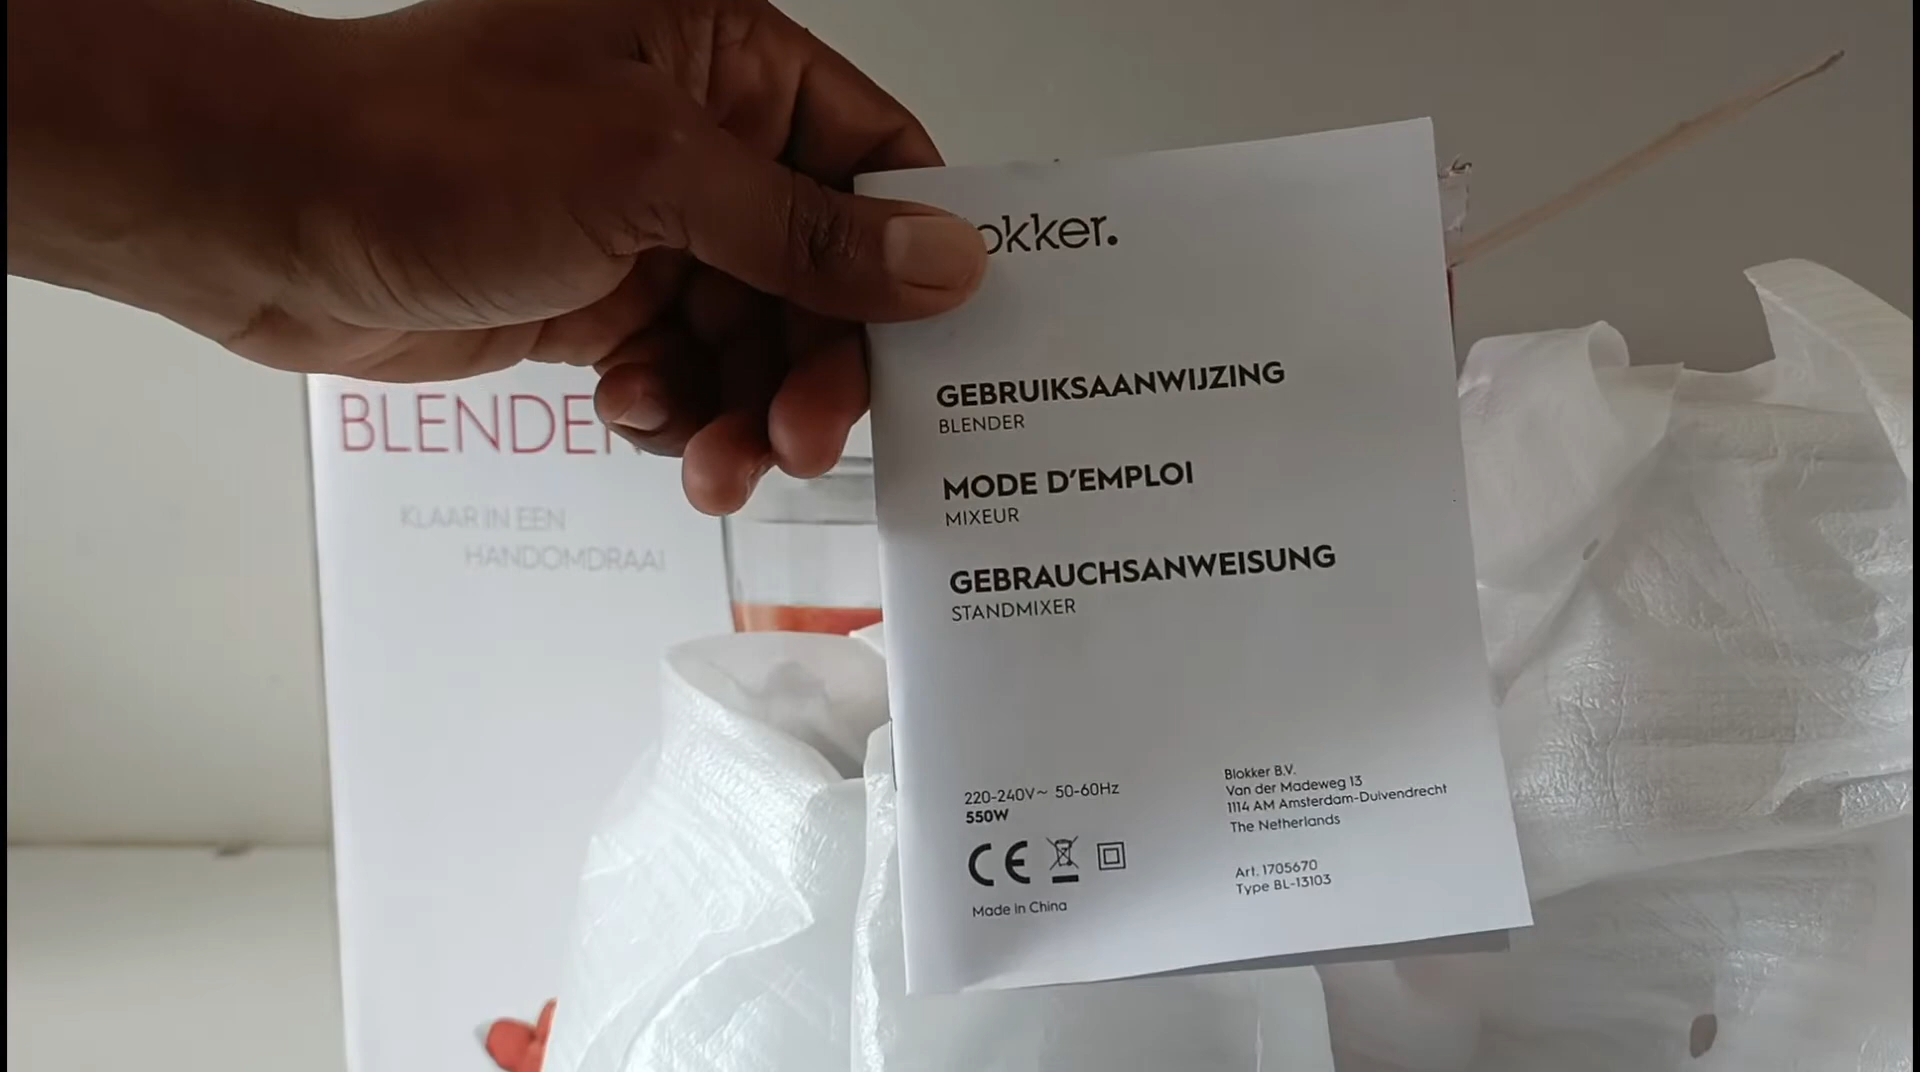 okker.
GEBRUIKSAANWIJZING
BLENDER
MODE D'EMPLOI
MIXEUR
GEBRAUCHSANWEISUNG
STANDMIXER
220-240V~ 50-60Hz
550W
CE
Made in China
Blokker B.V.
Van der Madeweg 13
1114 AM Amsterdam-Duivendrecht
The Netherlands
Art. 1705670
Type BL-13103
BLENDER
KLAAR IN EEN
HANDOMDRAAI